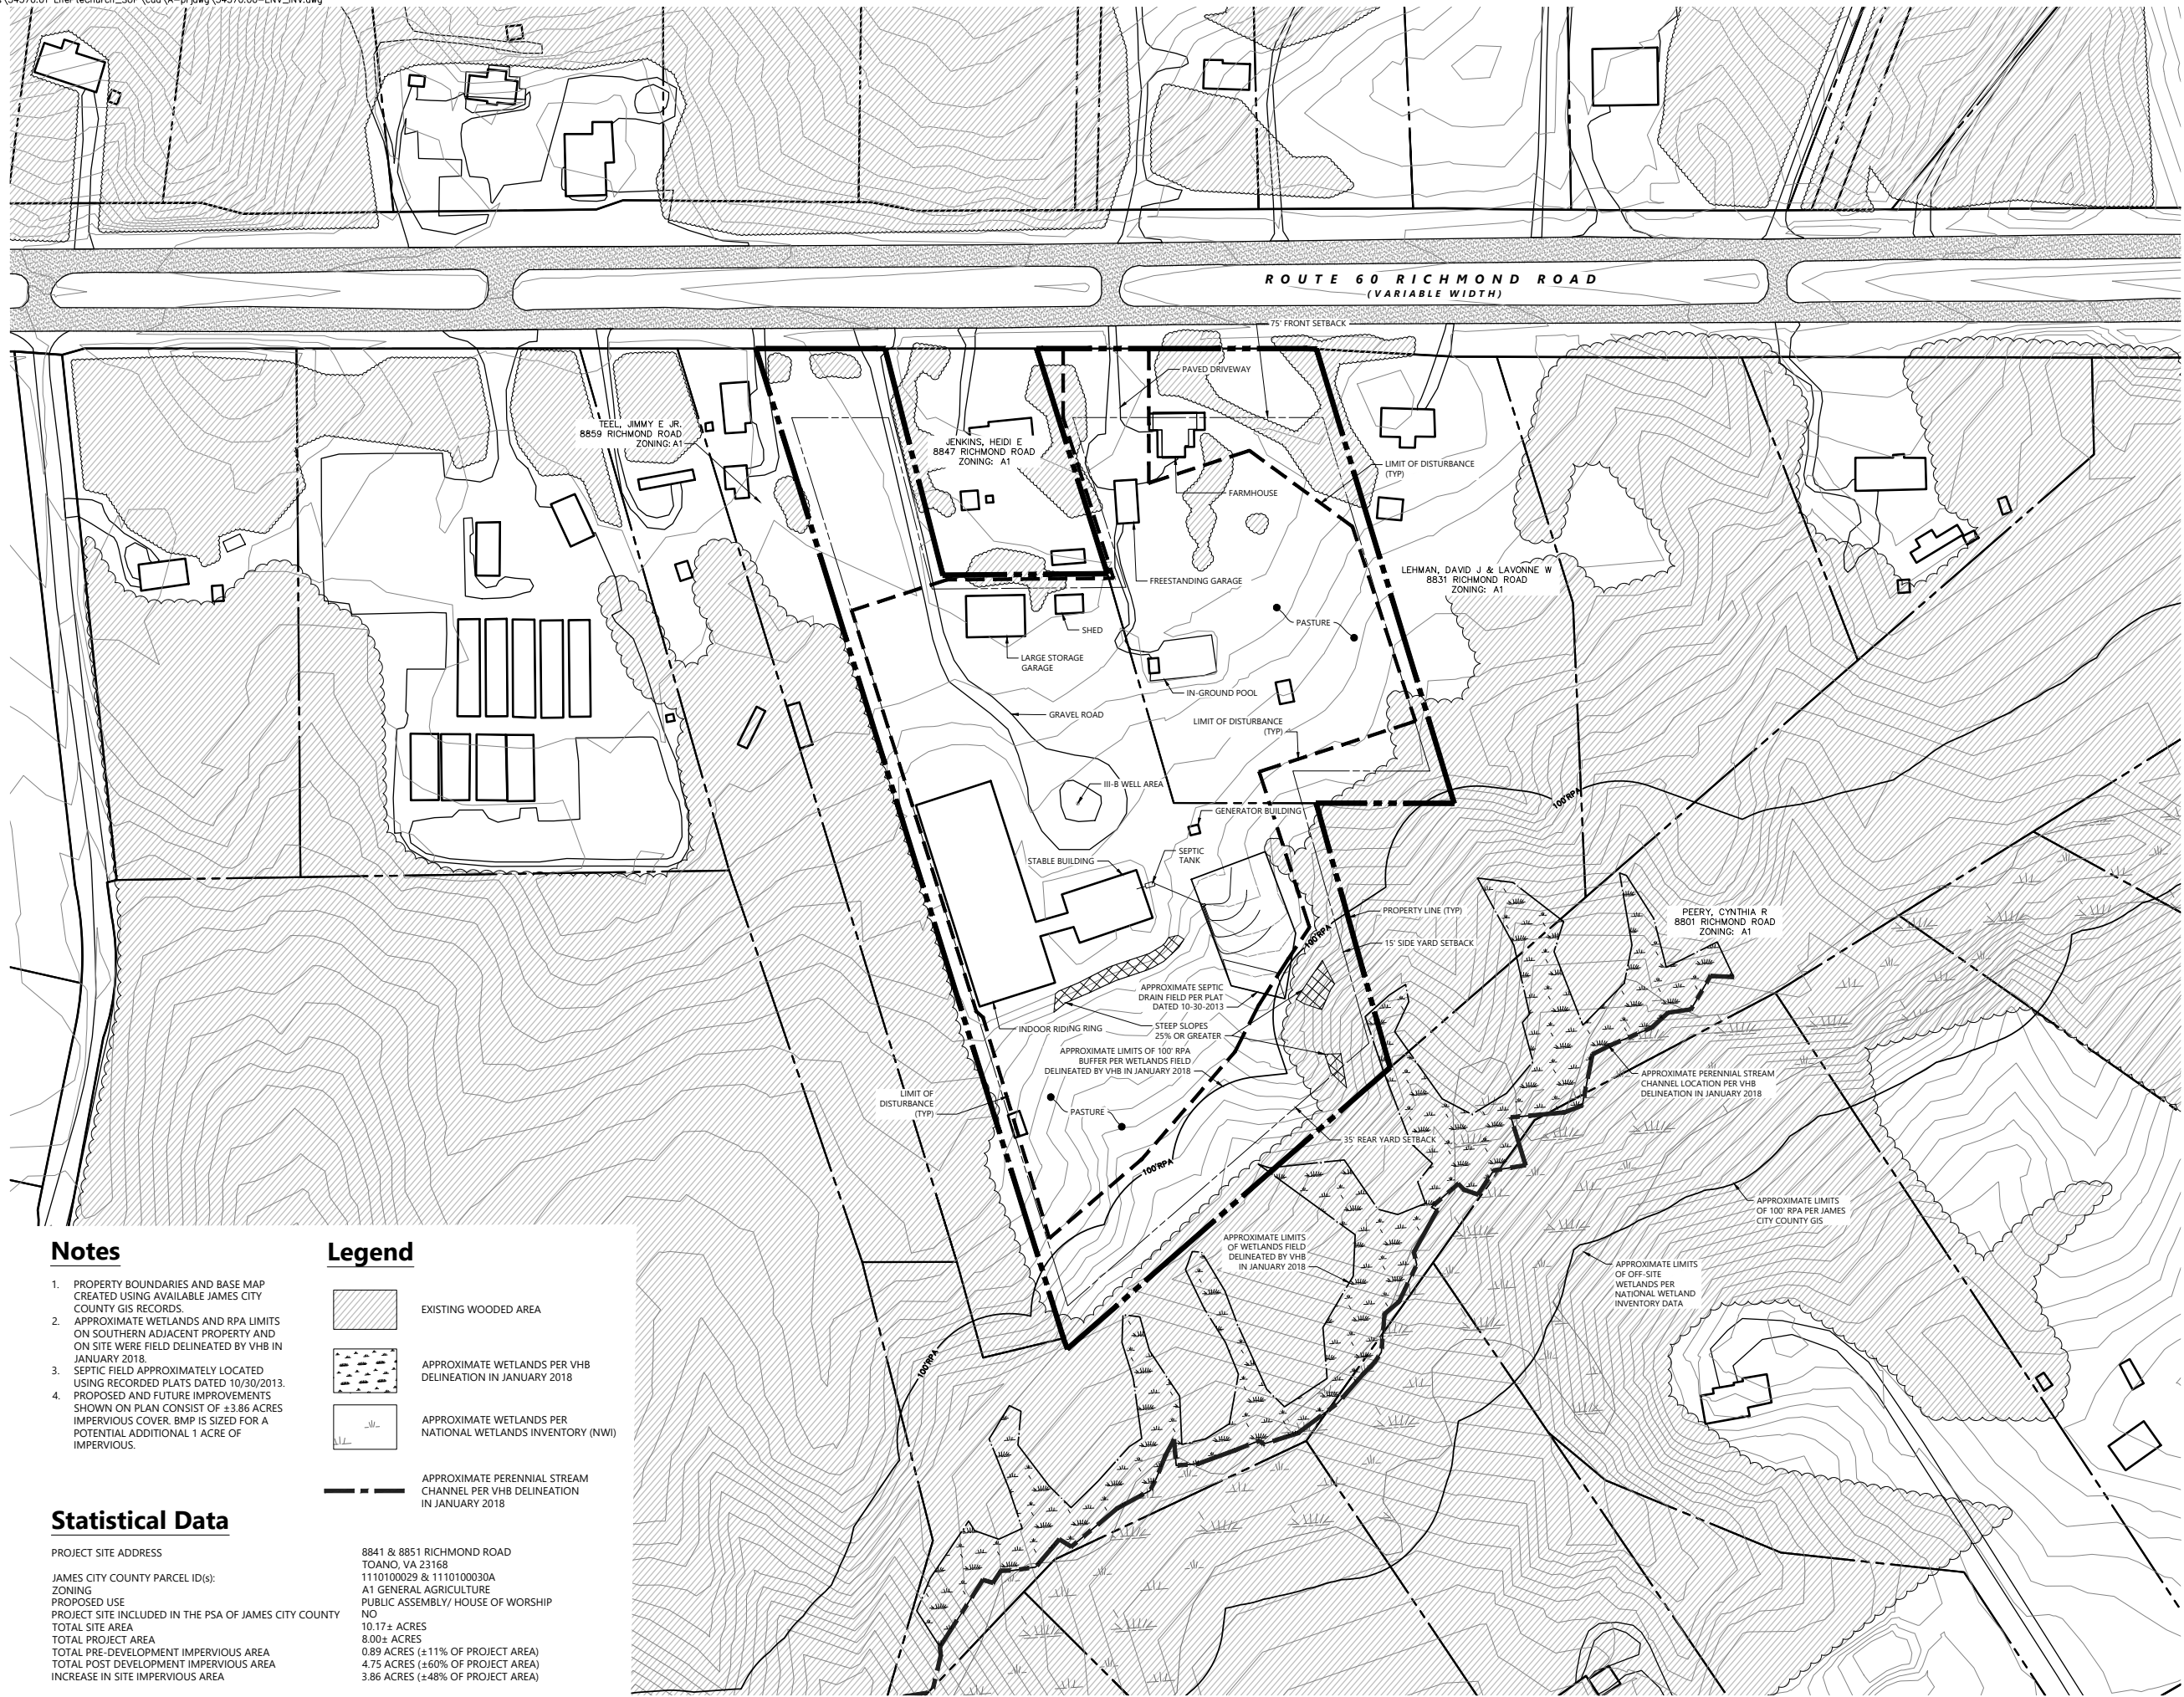 ROUTE 60 RICHMOND ROAD
(VARIABLE WIDTH)
75' FRONT SETBACK
PAVED DRIVEWAY
TEEL, JIMMY E JR.
8859 RICHMOND ROAD
ZONING: A1
JENKINS, HEIDI E
8847 RICHMOND ROAD
ZONING: A1
LIMIT OF DISTURBANCE
(TYP)
FARMHOUSE
FREESTANDING GARAGE
LEHMAN, DAVID J & LAVONNE W
8831 RICHMOND ROAD
ZONING: A1
PASTURE
SHED
LARGE STORAGE
GARAGE
IN-GROUND POOL
GRAVEL ROAD
LIMIT OF DISTURBANCE
(TYP)
III-B WELL AREA
100'RPA
GENERATOR BUILDING
STABLE BUILDING
SEPTIC
TANK
PROPERTY LINE (TYP)
PEERY, CYNTHIA R
8801 RICHMOND ROAD
ZONING: A1
100'RPA
15' SIDE YARD SETBACK
APPROXIMATE SEPTIC
DRAIN FIELD PER PLAT
DATED 10-30-2013
INDOOR RIDING RING
STEEP SLOPES
25% OR GREATER
APPROXIMATE LIMITS OF 100' RPA
BUFFER PER WETLANDS FIELD
DELINEATED BY VHB IN JANUARY 2018
APPROXIMATE PERENNIAL STREAM
CHANNEL LOCATION PER VHB
DELINEATION IN JANUARY 2018
LIMIT OF
DISTURBANCE
(TYP)
PASTURE
35' REAR YARD SETBACK
100'RPA
APPROXIMATE LIMITS
OF 100' RPA PER JAMES
CITY COUNTY GIS
APPROXIMATE LIMITS
OF WETLANDS FIELD
DELINEATED BY VHB
IN JANUARY 2018
APPROXIMATE LIMITS
OF OFF-SITE
WETLANDS PER
NATIONAL WETLAND
INVENTORY DATA
100'RPA
Notes
1. PROPERTY BOUNDARIES AND BASE MAP
CREATED USING AVAILABLE JAMES CITY
COUNTY GIS RECORDS.
2. APPROXIMATE WETLANDS AND RPA LIMITS
ON SOUTHERN ADJACENT PROPERTY AND
ON SITE WERE FIELD DELINEATED BY VHB IN
JANUARY 2018.
3. SEPTIC FIELD APPROXIMATELY LOCATED
USING RECORDED PLATS DATED 10/30/2013.
4. PROPOSED AND FUTURE IMPROVEMENTS
SHOWN ON PLAN CONSIST OF ±3.86 ACRES
IMPERVIOUS COVER. BMP IS SIZED FOR A
POTENTIAL ADDITIONAL 1 ACRE OF
IMPERVIOUS.
Legend
EXISTING WOODED AREA
APPROXIMATE WETLANDS PER VHB
DELINEATION IN JANUARY 2018
APPROXIMATE WETLANDS PER
NATIONAL WETLANDS INVENTORY (NWI)
APPROXIMATE PERENNIAL STREAM
CHANNEL PER VHB DELINEATION
IN JANUARY 2018
Statistical Data
PROJECT SITE ADDRESS 8841 & 8851 RICHMOND ROAD
TOANO, VA 23168
JAMES CITY COUNTY PARCEL ID(s): 1110100029 & 1110100030A
ZONING A1 GENERAL AGRICULTURE
PROPOSED USE PUBLIC ASSEMBLY/ HOUSE OF WORSHIP
PROJECT SITE INCLUDED IN THE PSA OF JAMES CITY COUNTY NO
TOTAL SITE AREA 10.17± ACRES
TOTAL PROJECT AREA 8.00± ACRES
TOTAL PRE-DEVELOPMENT IMPERVIOUS AREA 0.89 ACRES (±11% OF PROJECT AREA)
TOTAL POST DEVELOPMENT IMPERVIOUS AREA 4.75 ACRES (±60% OF PROJECT AREA)
INCREASE IN SITE IMPERVIOUS AREA 3.86 ACRES (±48% OF PROJECT AREA)